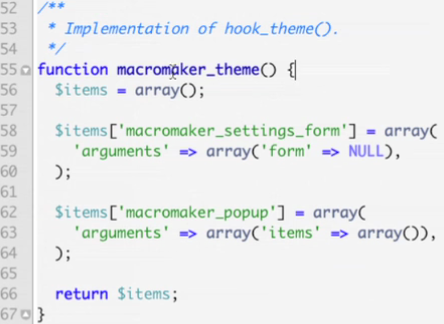 52 /**
53  * Implementation of hook_theme().
54  */
55 function macromaker_theme() {
56   $items = array();
57
58   $items['macromaker_settings_form'] = array(
59     'arguments' => array('form' => NULL),
60   );
61
62   $items['macromaker_popup'] = array(
63     'arguments' => array('items' => array()),
64   );
65
66   return $items;
67 }